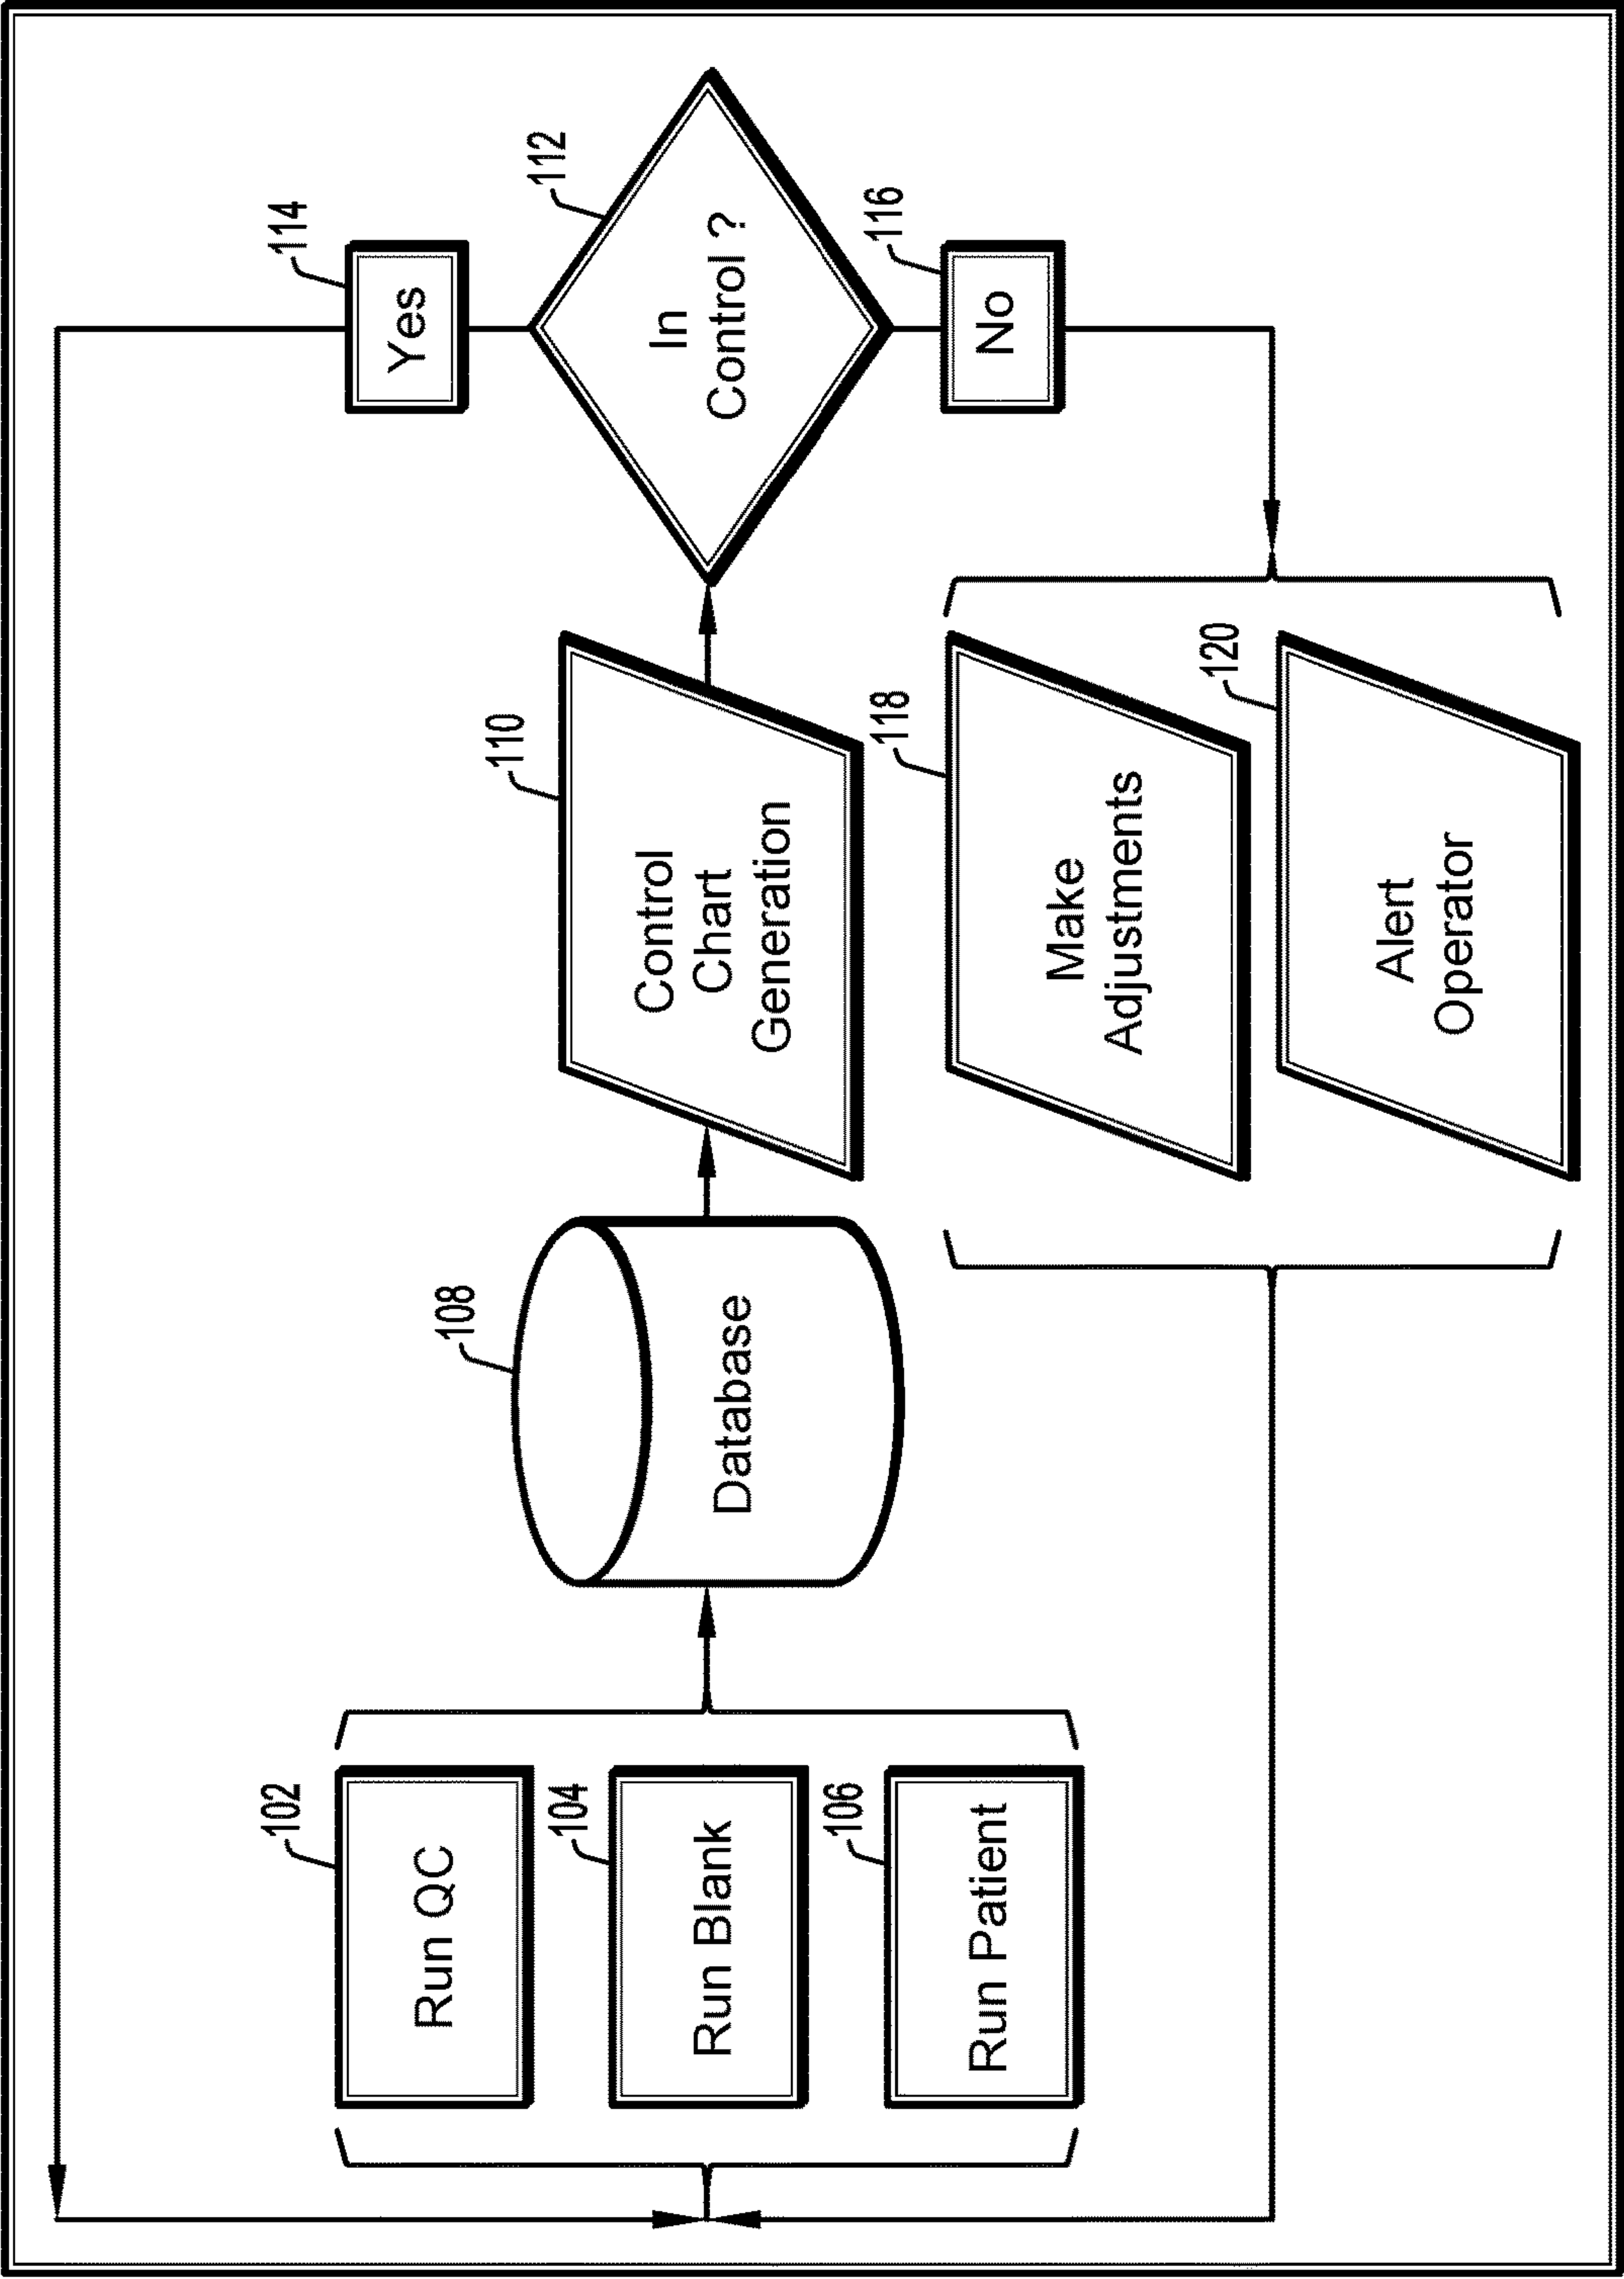 102
Run QC
104
Run Blank
106
Run Patient
108
Database
110
Control
Chart
Generation
112
In
Control ?
114
Yes
116
No
118
Make
Adjustments
120
Alert
Operator